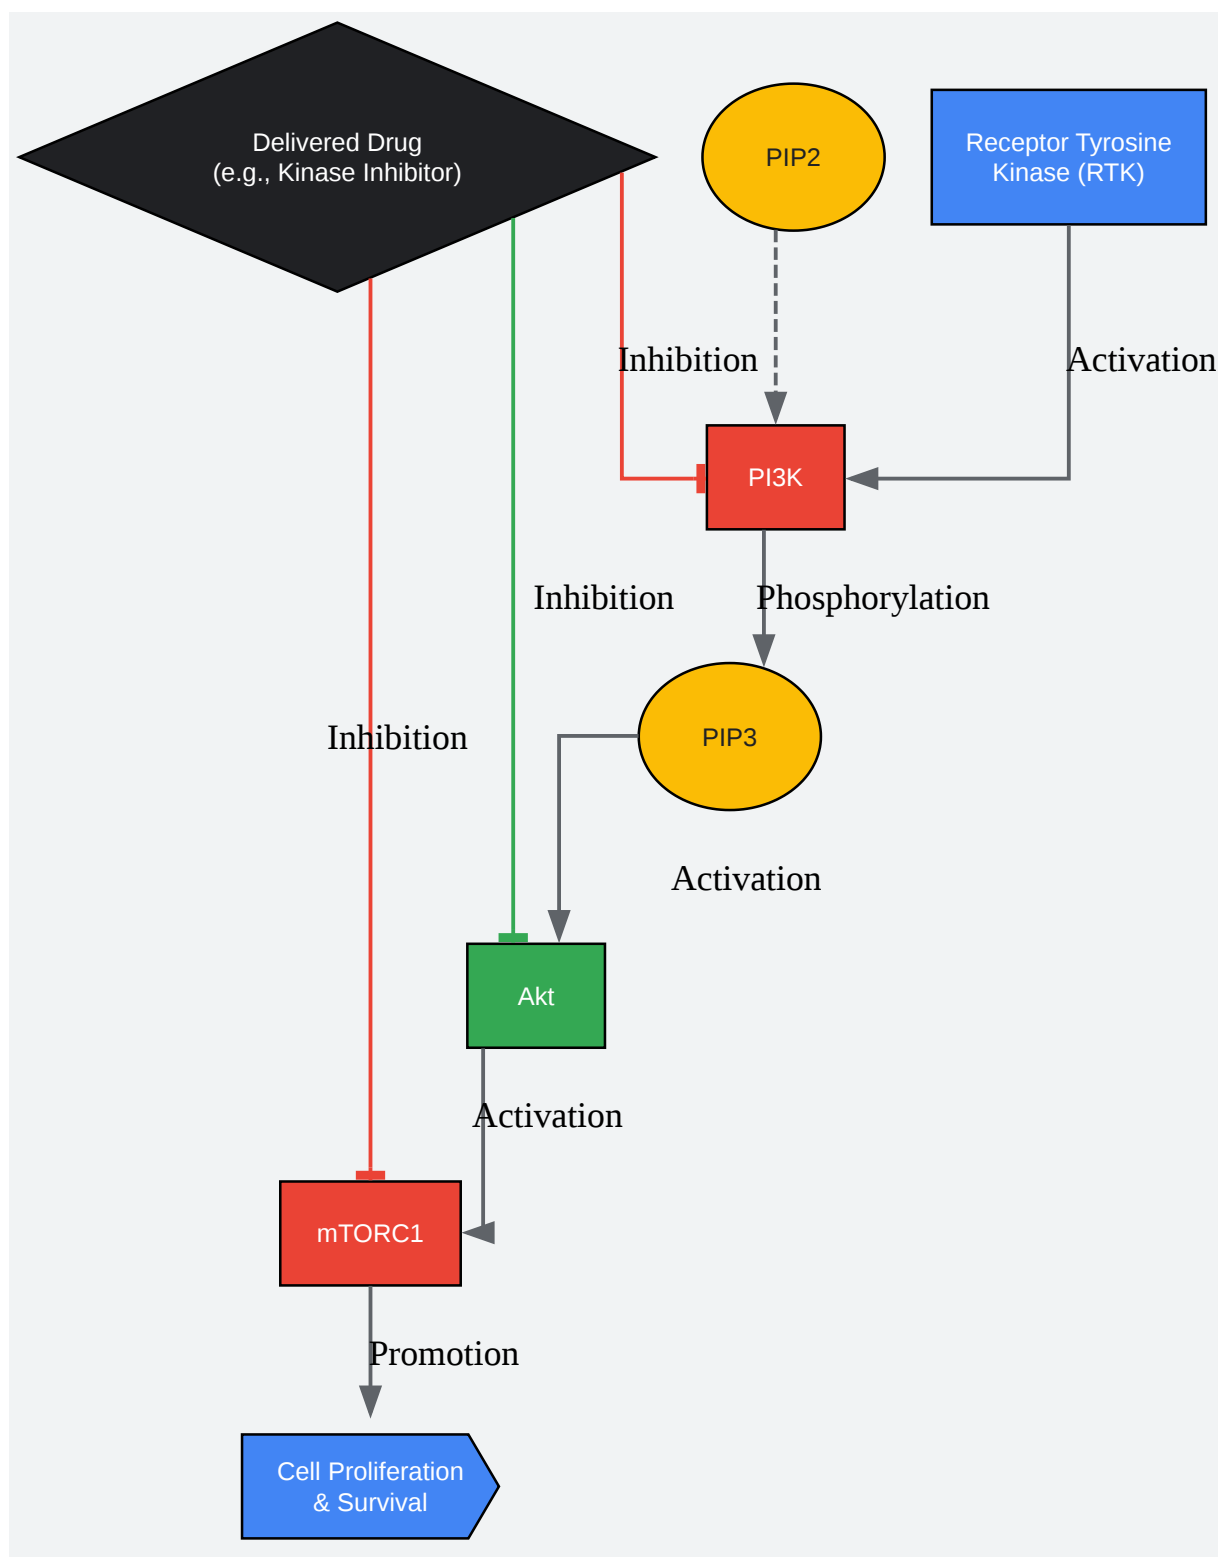 Delivered Drug
(e.g., Kinase Inhibitor)
PIP2
Receptor Tyrosine
Kinase (RTK)
Inhibition
Activation
PI3K
Inhibition
Phosphorylation
Inhibition
PIP3
Activation
Akt
Activation
mTORC1
Promotion
Cell Proliferation
& Survival